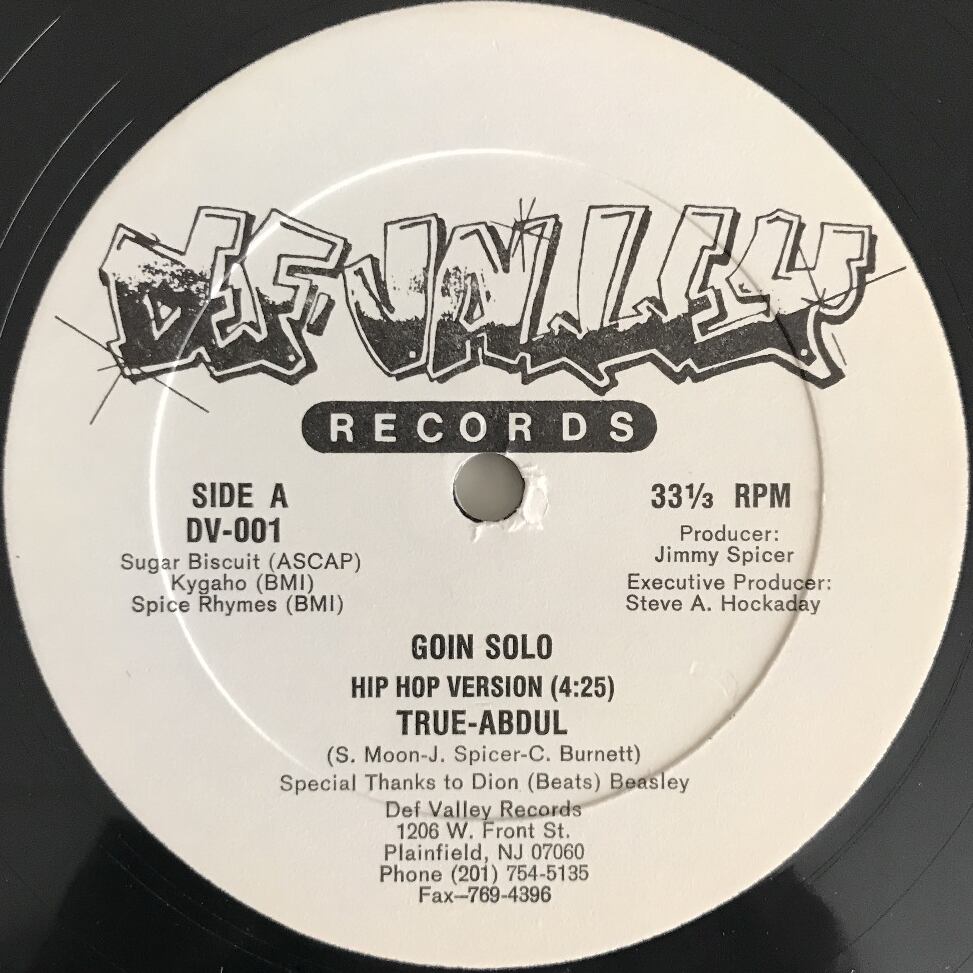 DEF VALLEY
RECORDS
SIDE A
DV-001
Sugar Biscuit (ASCAP)
Kygaho (BMI)
Spice Rhymes (BMI)
33⅓ RPM
Producer:
Jimmy Spicer
Executive Producer:
Steve A. Hockaday
GOIN SOLO
HIP HOP VERSION (4:25)
TRUE-ABDUL
(S. Moon-J. Spicer-C. Burnett)
Special Thanks to Dion (Beats) Beasley
Def Valley Records
1206 W. Front St.
Plainfield, NJ 07060
Phone (201) 754-5135
Fax—769-4396